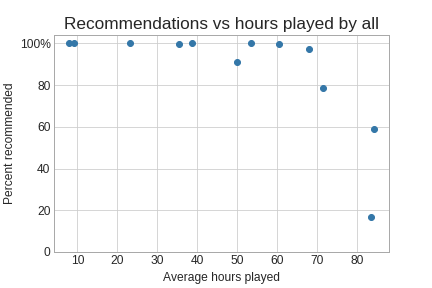 Recommendations vs hours played by all
100%
80
60
40
20
0
Percent recommended
10 20 30 40 50 60 70 80
Average hours played